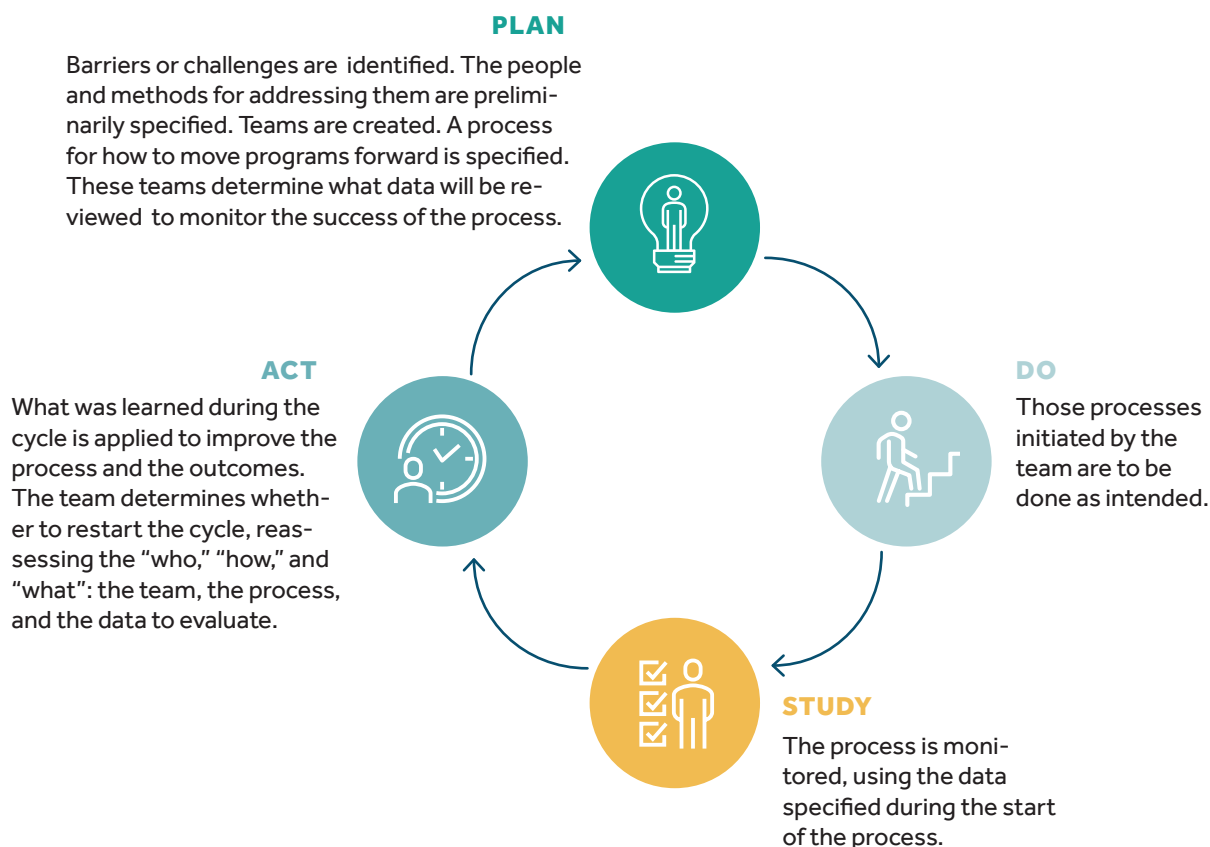 PLAN
Barriers or challenges are identified. The people
and methods for addressing them are prelimi-
narily specified. Teams are created. A process
for how to move programs forward is specified.
These teams determine what data will be re-
viewed to monitor the success of the process.
DO
Those processes
initiated by the
team are to be
done as intended.
STUDY
The process is moni-
tored, using the data
specified during the start
of the process.
ACT
What was learned during the
cycle is applied to improve the
process and the outcomes.
The team determines wheth-
er to restart the cycle, reas-
sessing the “who,” “how,” and
“what”: the team, the process,
and the data to evaluate.